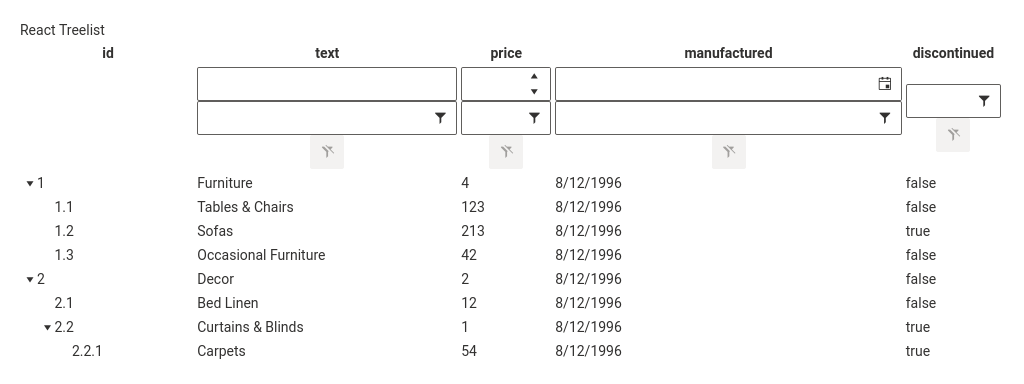 React Treelist
id text price manufactured discontinued
1 Furniture 4 8/12/1996 false
1.1 Tables & Chairs 123 8/12/1996 false
1.2 Sofas 213 8/12/1996 true
1.3 Occasional Furniture 42 8/12/1996 false
2 Decor 2 8/12/1996 false
2.1 Bed Linen 12 8/12/1996 false
2.2 Curtains & Blinds 1 8/12/1996 true
2.2.1 Carpets 54 8/12/1996 true